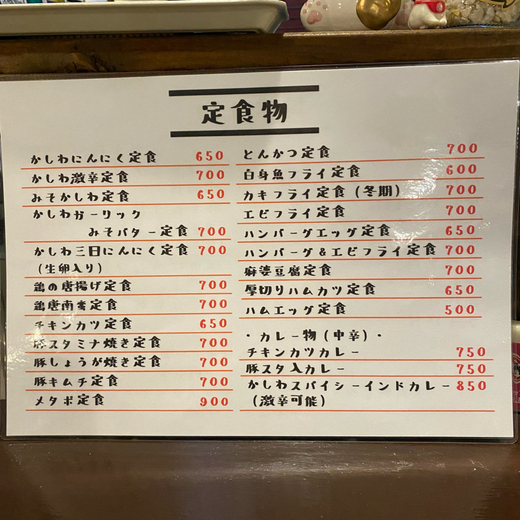 定食物
かしわにんにく定食 650
かしわ激辛定食 700
みそかしわ定食 650
かしわガーリック
みそバター定食 700
かしわ三日にんにく定食 700
(生卵入り)
鶏の唐揚げ定食 700
鶏唐南蛮定食 700
チキンカツ定食 650
豚スタミナ焼き定食 700
豚しょうが焼き定食 700
豚キムチ定食 700
メタボ定食 900
とんかつ定食 700
白身魚フライ定食 600
カキフライ定食(冬期) 700
エビフライ定食 700
ハンバーグエッグ定食 650
ハンバーグ&エビフライ定食 700
麻婆豆腐定食 700
厚切りハムカツ定食 650
ハムエッグ定食 500
・カレー物(中辛)・
チキンカツカレー 750
豚スタ入カレー 750
かしわスパイシーインドカレー 850
(激辛可能)